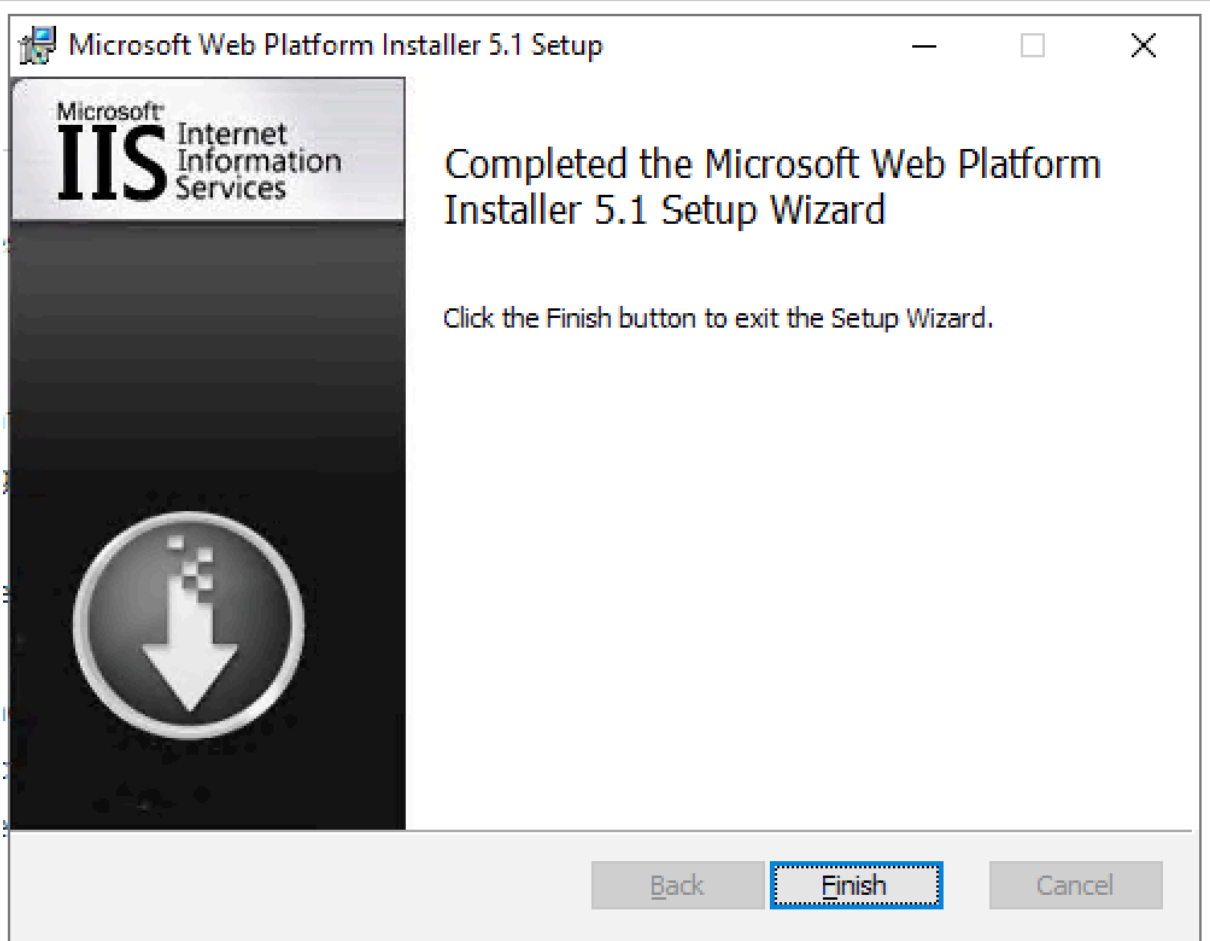 Microsoft Web Platform Installer 5.1 Setup
Microsoft
IIS Internet
Information
Services
Completed the Microsoft Web Platform
Installer 5.1 Setup Wizard
Click the Finish button to exit the Setup Wizard.
Back
Finish
Cancel